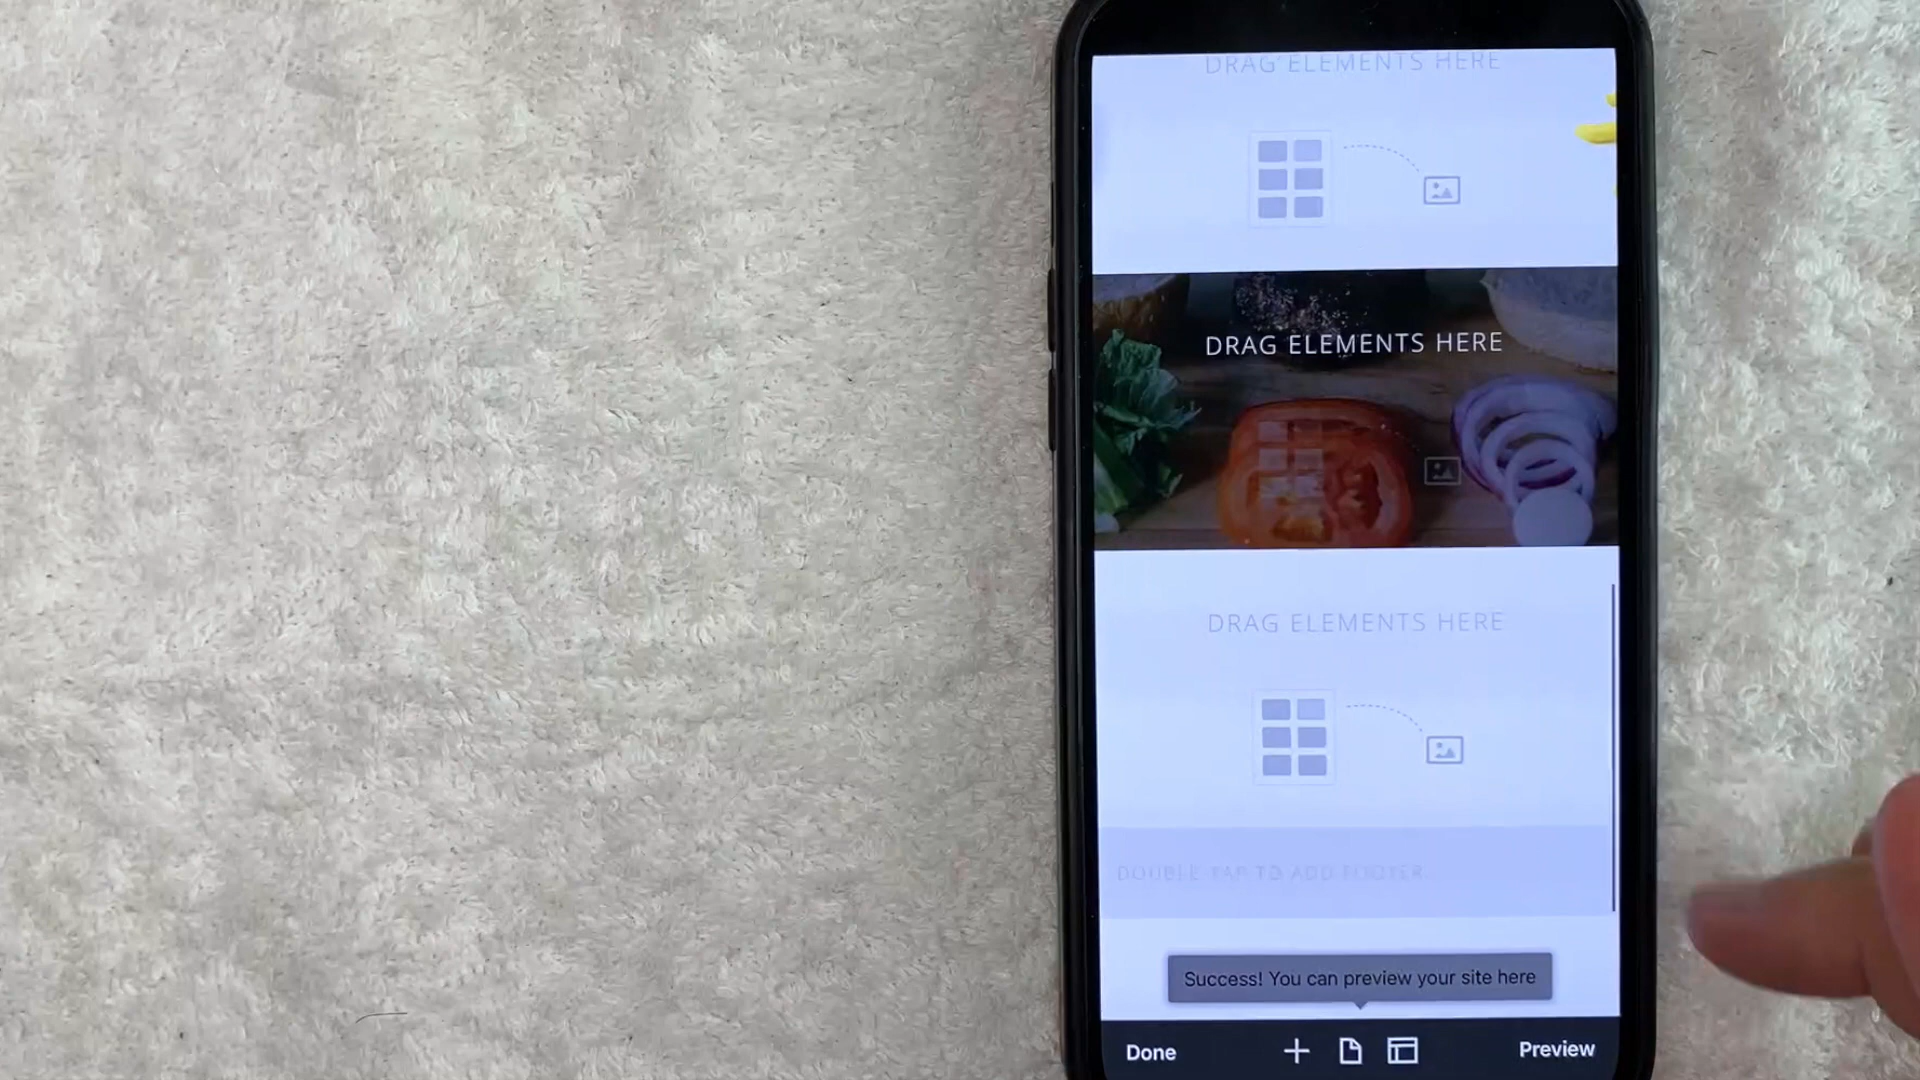 DRAG ELEMENTS HERE
DRAG ELEMENTS HERE
DRAG ELEMENTS HERE
DOUBLE TAP TO ADD FOOTER
Success! You can preview your site here
Done
Preview